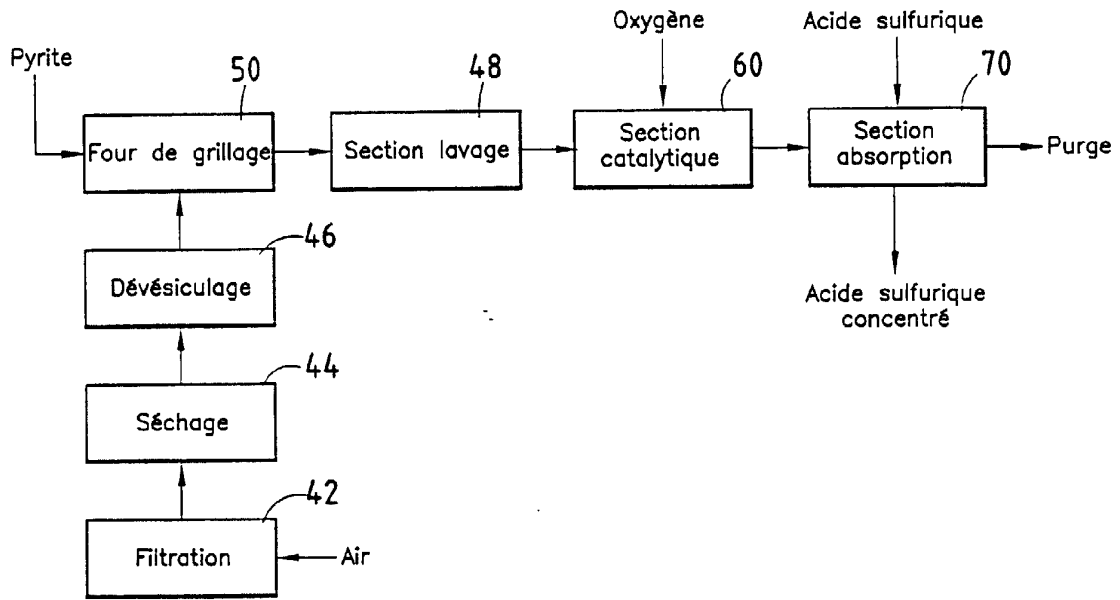 Oxygène
Acide sulfurique
Pyrite
50
48
60
70
Four de grillage
Section lavage
Section
catalytique
Section
absorption
Purge
46
Dévésiculage
Acide sulfurique
concentré
44
Séchage
42
Filtration
Air